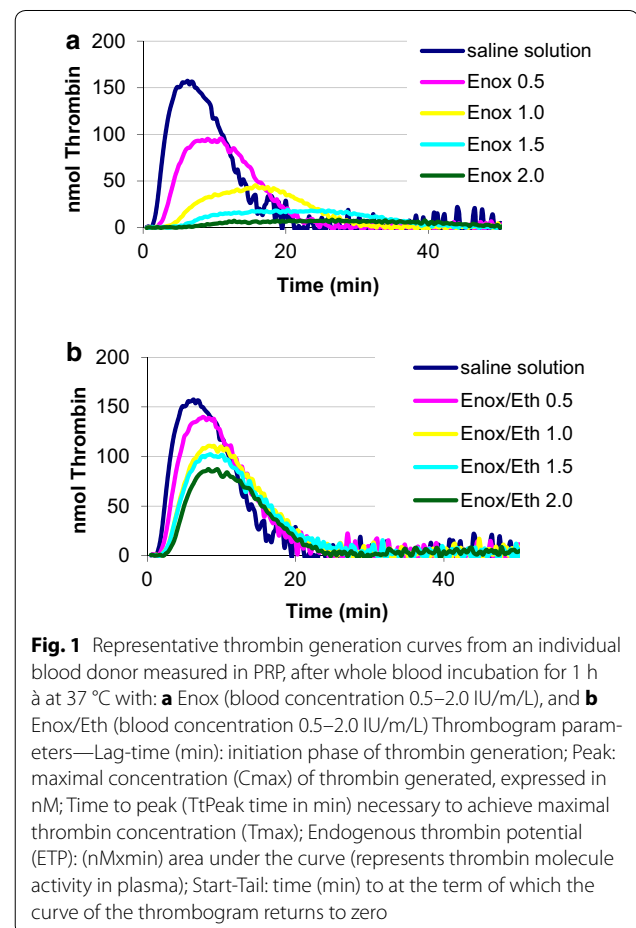 a
200
150
100
50
0
nmol Thrombin
saline solution
Enox 0.5
Enox 1.0
Enox 1.5
Enox 2.0
0 20 40
Time (min)
b
200
150
100
50
0
nmol Thrombin
saline solution
Enox/Eth 0.5
Enox/Eth 1.0
Enox/Eth 1.5
Enox/Eth 2.0
0 20 40
Time (min)
Fig. 1 Representative thrombin generation curves from an individual
blood donor measured in PRP, after whole blood incubation for 1 h
à at 37 °C with: a Enox (blood concentration 0.5–2.0 IU/m/L), and b
Enox/Eth (blood concentration 0.5–2.0 IU/m/L) Thrombogram param-
eters—Lag-time (min): initiation phase of thrombin generation; Peak:
maximal concentration (Cmax) of thrombin generated, expressed in
nM; Time to peak (TtPeak time in min) necessary to achieve maximal
thrombin concentration (Tmax); Endogenous thrombin potential
(ETP): (nMxmin) area under the curve (represents thrombin molecule
activity in plasma); Start-Tail: time (min) to at the term of which the
curve of the thrombogram returns to zero